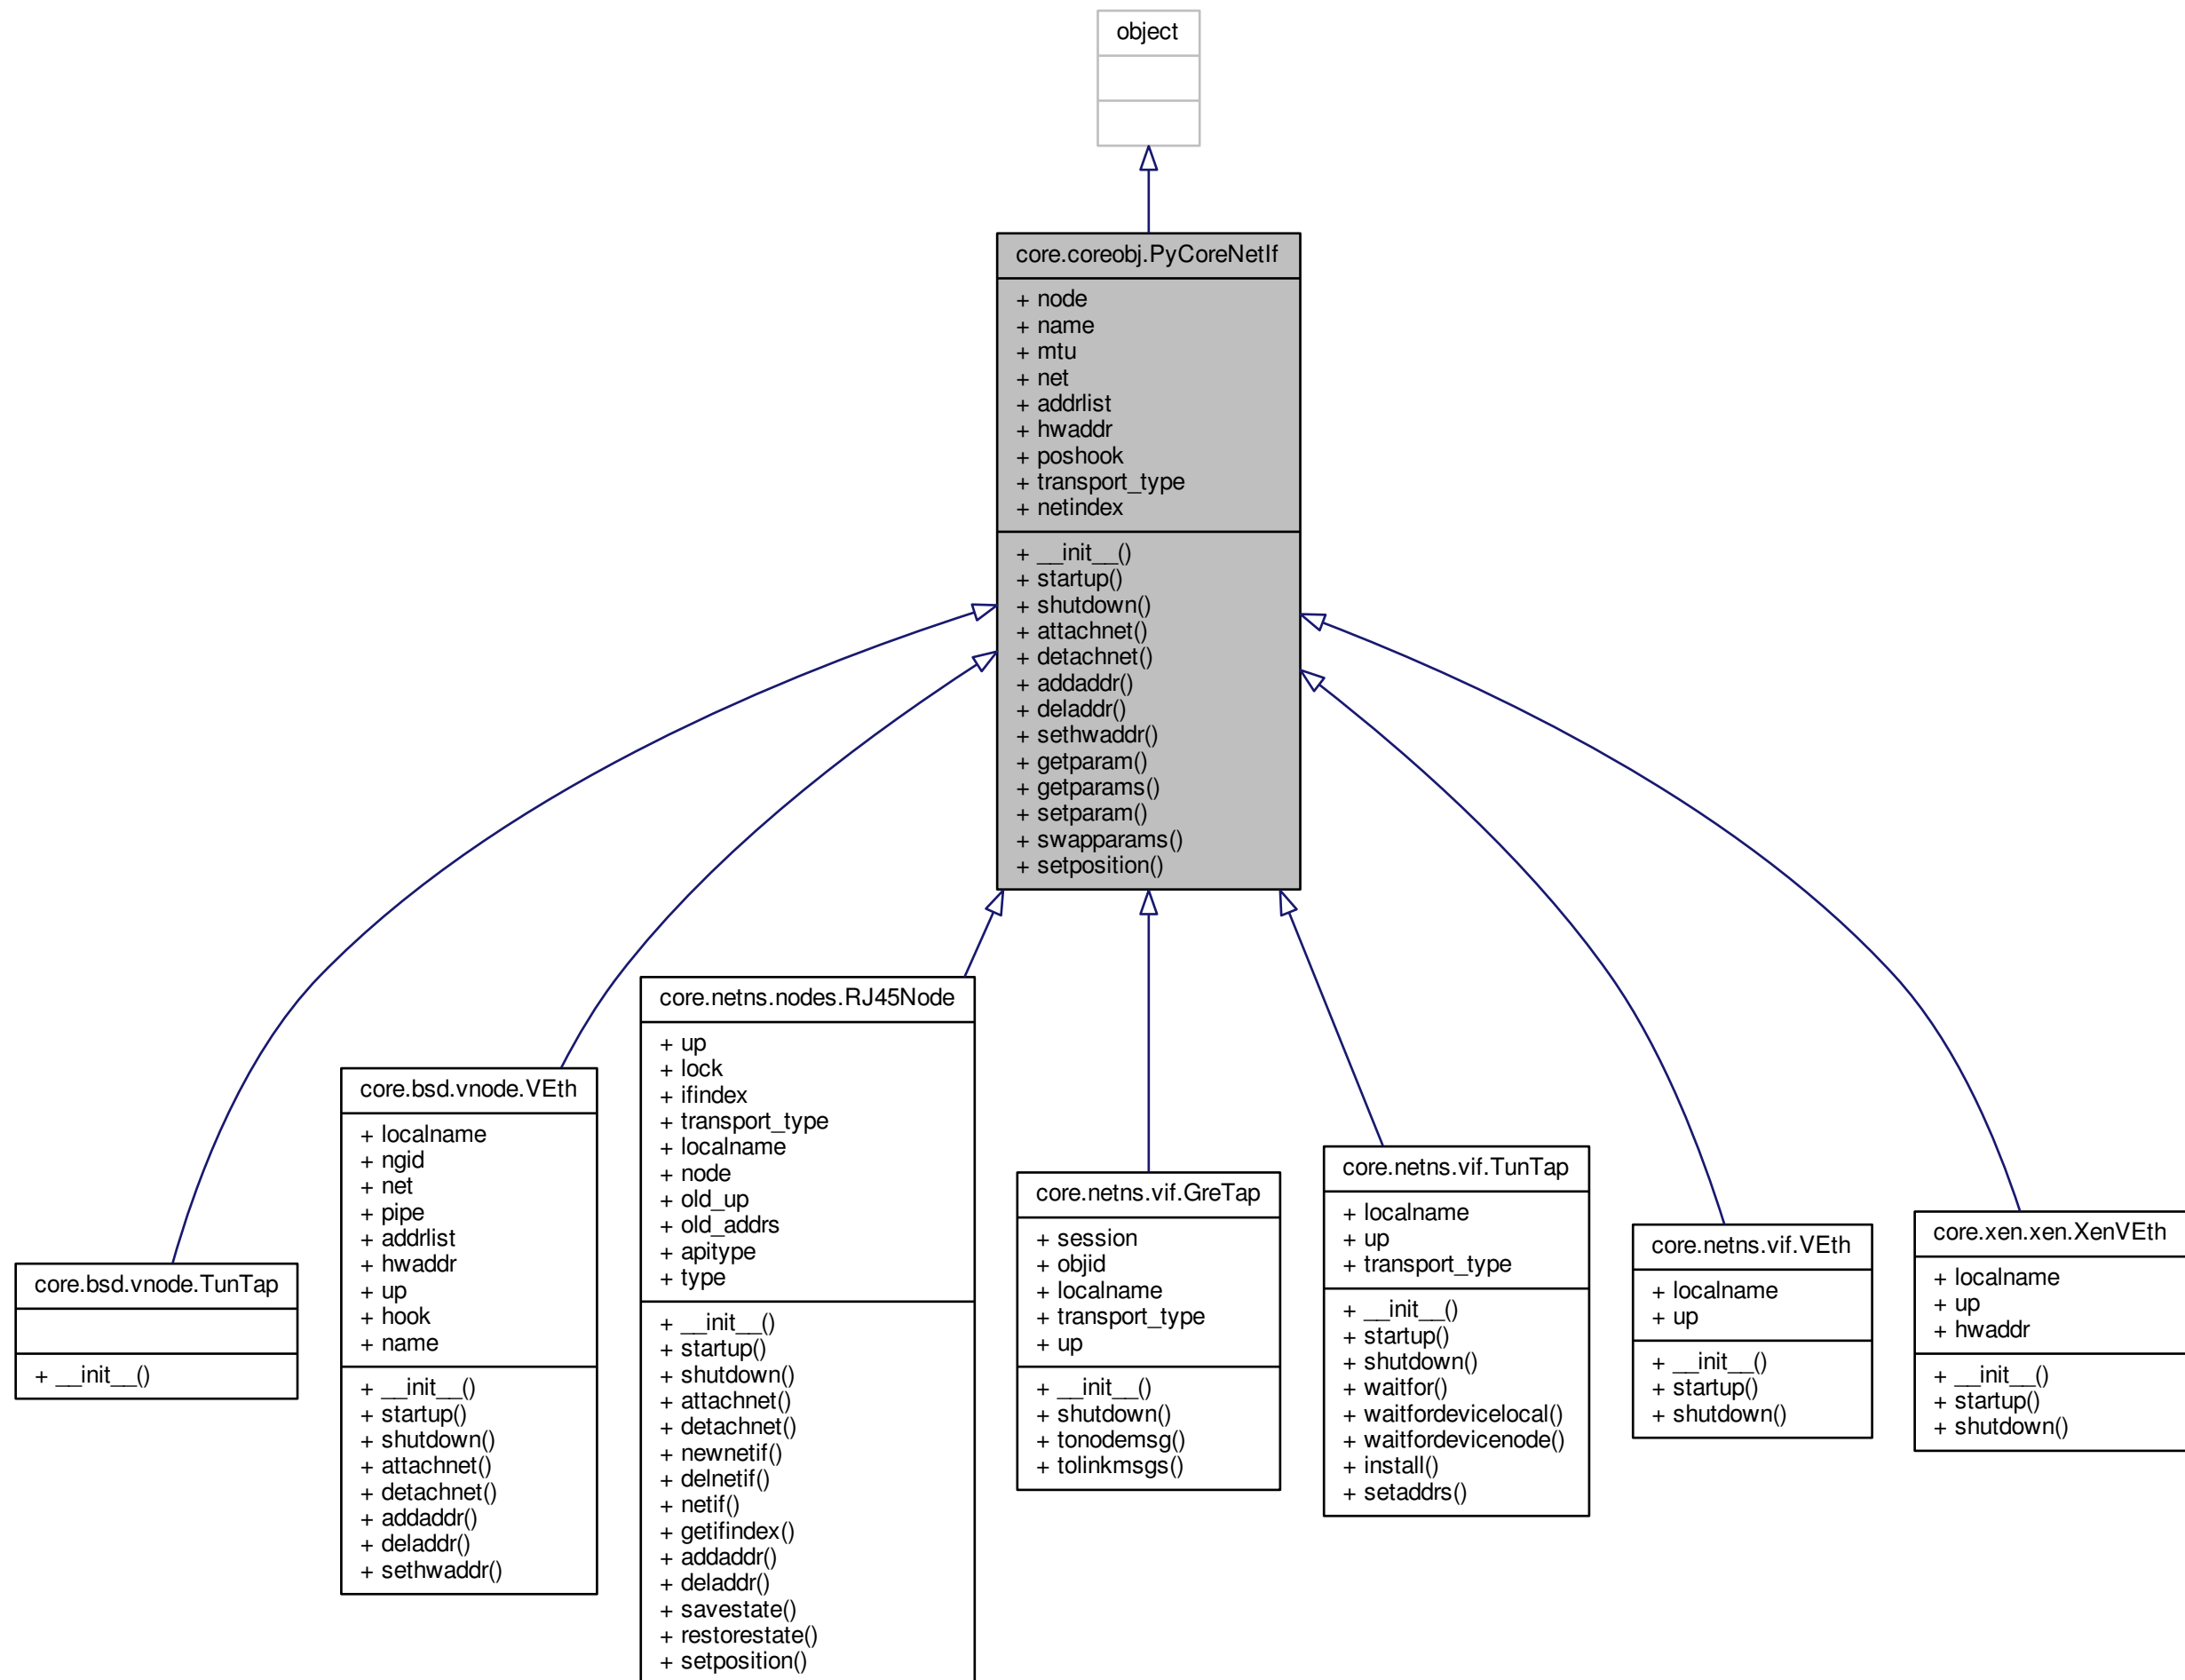 object
core.coreobj.PyCoreNetIf
+ node
+ name
+ mtu
+ net
+ addrlist
+ hwaddr
+ poshook
+ transport_type
+ netindex
+ __init__()
+ startup()
+ shutdown()
+ attachnet()
+ detachnet()
+ addaddr()
+ deladdr()
+ sethwaddr()
+ getparam()
+ getparams()
+ setparam()
+ swapparams()
+ setposition()
core.bsd.vnode.TunTap
+ __init__()
core.bsd.vnode.VEth
+ localname
+ ngid
+ net
+ pipe
+ addrlist
+ hwaddr
+ up
+ hook
+ name
+ __init__()
+ startup()
+ shutdown()
+ attachnet()
+ detachnet()
+ addaddr()
+ deladdr()
+ sethwaddr()
core.netns.nodes.RJ45Node
+ up
+ lock
+ ifindex
+ transport_type
+ localname
+ node
+ old_up
+ old_addrs
+ apitype
+ type
+ __init__()
+ startup()
+ shutdown()
+ attachnet()
+ detachnet()
+ newnetif()
+ delnetif()
+ netif()
+ getifindex()
+ addaddr()
+ deladdr()
+ savestate()
+ restorestate()
+ setposition()
core.netns.vif.GreTap
+ session
+ objid
+ localname
+ transport_type
+ up
+ __init__()
+ shutdown()
+ tonodemsg()
+ tolinkmsgs()
core.netns.vif.TunTap
+ localname
+ up
+ transport_type
+ __init__()
+ startup()
+ shutdown()
+ waitfor()
+ waitfordevicelocal()
+ waitfordevicenode()
+ install()
+ setaddrs()
core.netns.vif.VEth
+ localname
+ up
+ __init__()
+ startup()
+ shutdown()
core.xen.xen.XenVEth
+ localname
+ up
+ hwaddr
+ __init__()
+ startup()
+ shutdown()